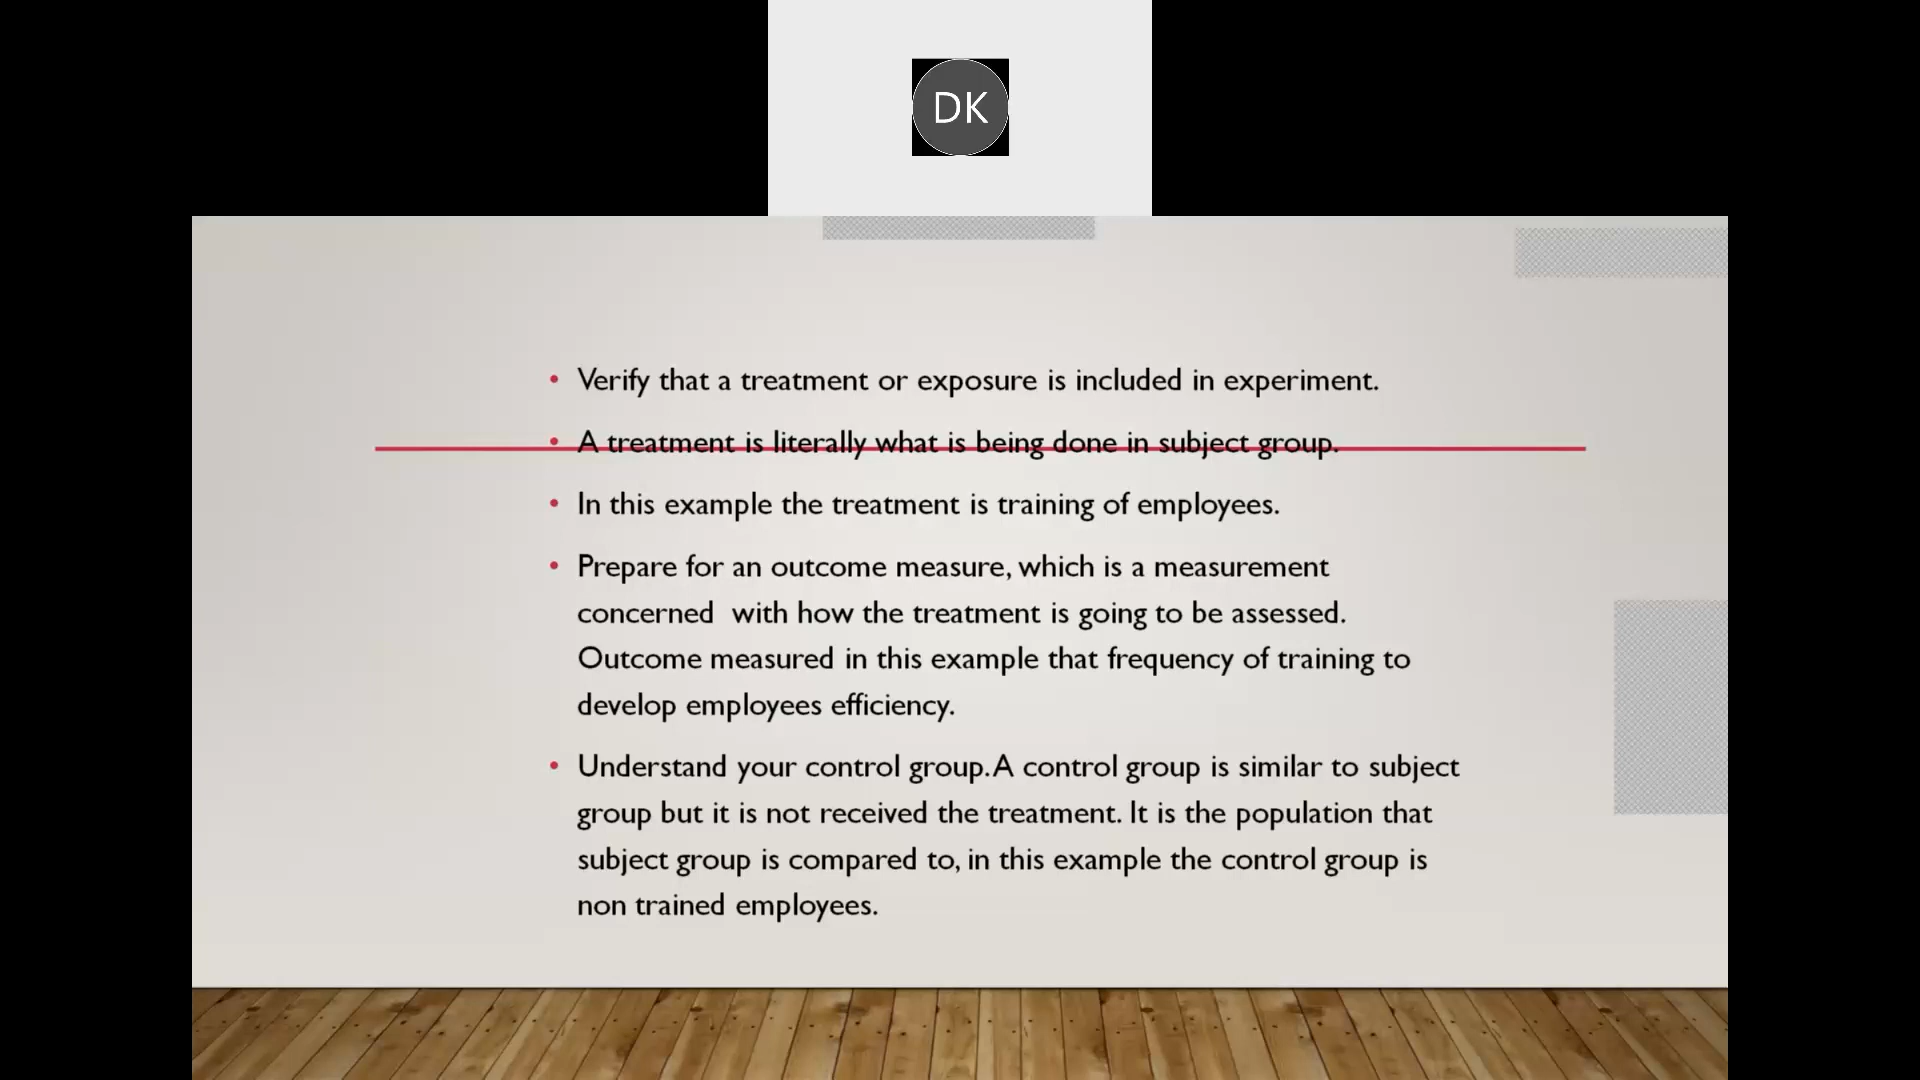 DK
• Verify that a treatment or exposure is included in experiment.
• A treatment is literally what is being done in subject group.
• In this example the treatment is training of employees.
• Prepare for an outcome measure, which is a measurement
concerned  with how the treatment is going to be assessed.
Outcome measured in this example that frequency of training to
develop employees efficiency.
• Understand your control group. A control group is similar to subject
group but it is not received the treatment. It is the population that
subject group is compared to, in this example the control group is
non trained employees.